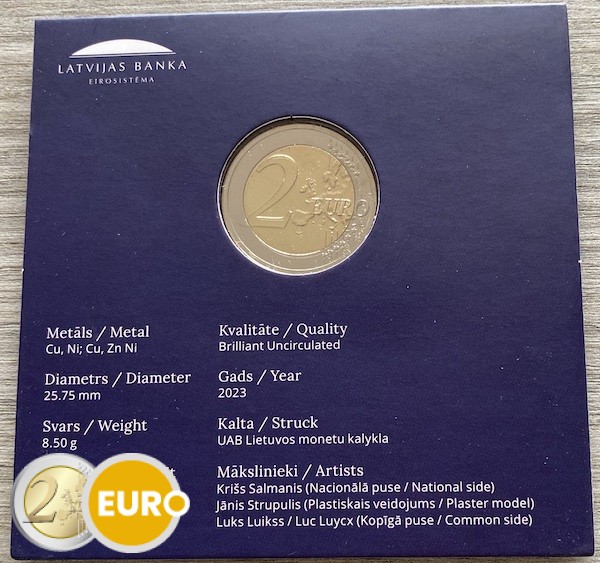 LATVIJAS BANKA
EIROSISTĒMA
2 EURO
Metāls / Metal
Cu, Ni; Cu, Zn Ni
Diametrs / Diameter
25.75 mm
Svars / Weight
8.50 g
Kvalitāte / Quality
Brilliant Uncirculated
Gads / Year
2023
Kalta / Struck
UAB Lietuvos monetu kalykla
Mākslinieki / Artists
Krišs Salmanis (Nacionālā puse / National side)
Jānis Strupulis (Plastiskais veidojums / Plaster model)
Luks Luikss / Luc Luycx (Kopīgā puse / Common side)
2 EURO